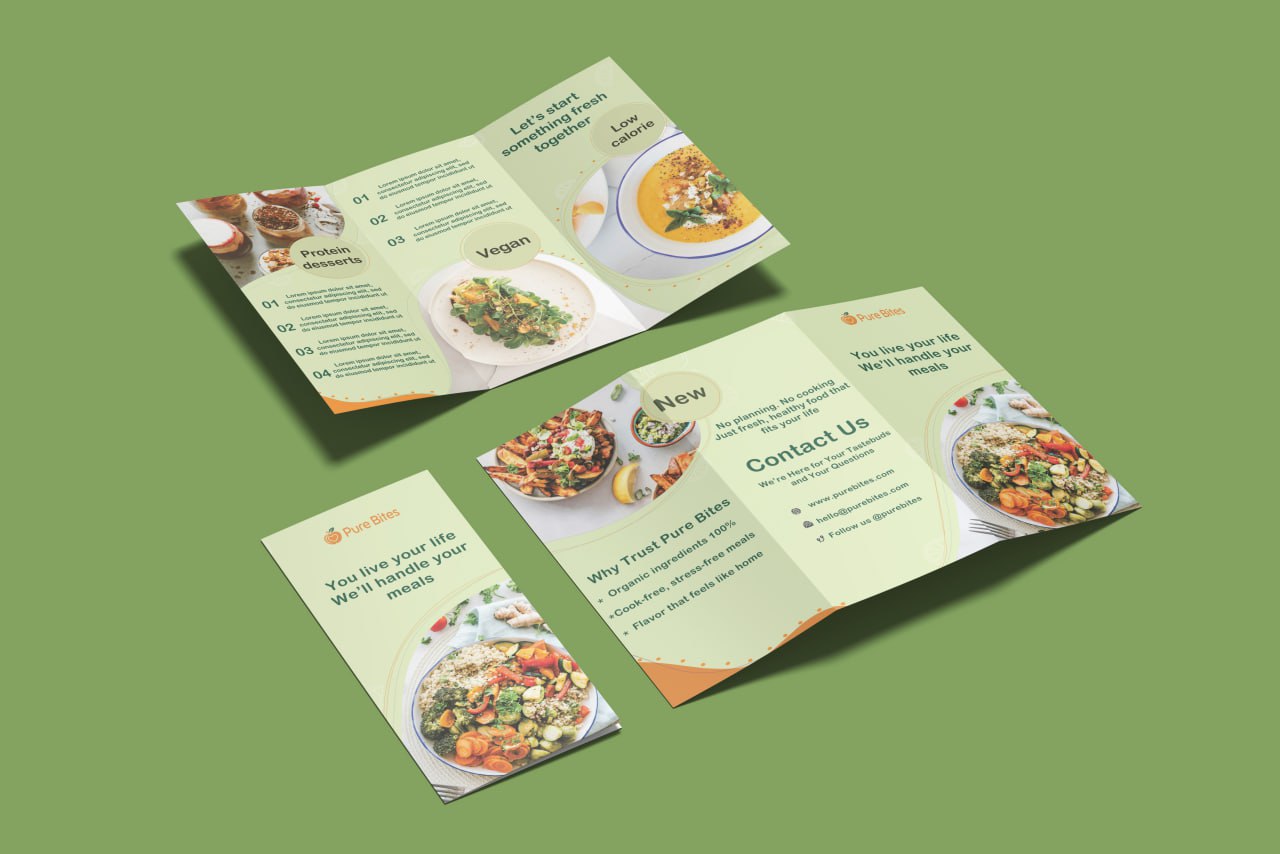 Let's start
something fresh
together
Low
calorie
01 Lorem ipsum dolor sit amet,
consectetur adipiscing elit, sed
do eiusmod tempor incididunt ut
02 Lorem ipsum dolor sit amet,
consectetur adipiscing elit, sed
do eiusmod tempor incididunt ut
03 Lorem ipsum dolor sit amet,
consectetur adipiscing elit, sed
do eiusmod tempor incididunt ut
Vegan
Protein
desserts
01 Lorem ipsum dolor sit amet,
consectetur adipiscing elit, sed
do eiusmod tempor incididunt ut
02 Lorem ipsum dolor sit amet,
consectetur adipiscing elit, sed
do eiusmod tempor incididunt ut
03 Lorem ipsum dolor sit amet,
consectetur adipiscing elit, sed
do eiusmod tempor incididunt ut
04 Lorem ipsum dolor sit amet,
consectetur adipiscing elit, sed
do eiusmod tempor incididunt ut
New
Why Trust Pure Bites
* Organic ingredients 100%
*Cook-free, stress-free meals
* Flavor that feels like home
No planning. No cooking
Just fresh, healthy food that
fits your life
Contact Us
We're Here for Your Tastebuds
and Your Questions
www.purebites.com
hello@purebites.com
Follow us @purebites
Pure Bites
You live your life
We'll handle your
meals
Pure Bites
You live your life
We'll handle your
meals